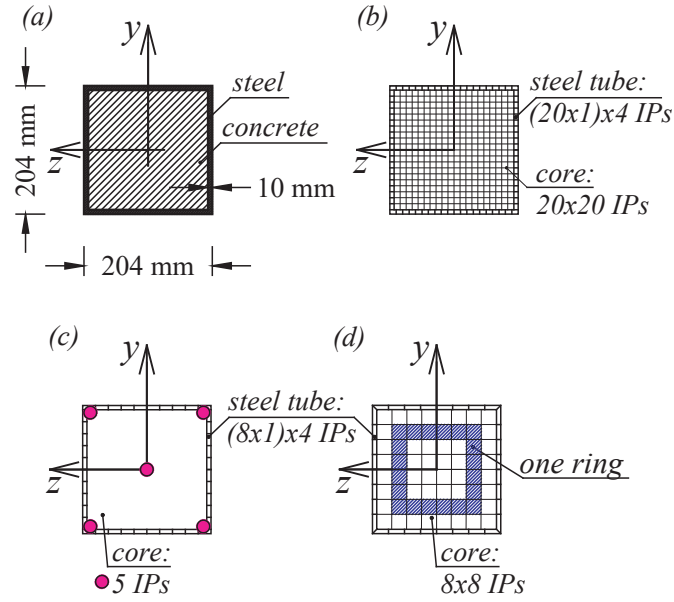 (a)
y
z
204 mm
204 mm
10 mm
steel
concrete
(b)
y
z
steel tube:
(20x1)x4 IPs
core:
20x20 IPs
(c)
y
z
steel tube:
(8x1)x4 IPs
core:
5 IPs
(d)
y
z
one ring
core:
8x8 IPs